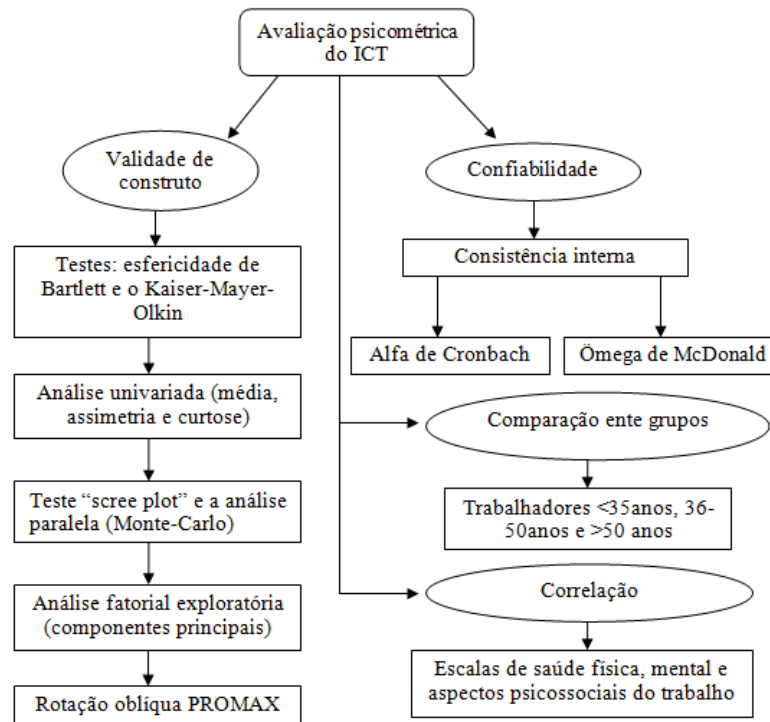 Avaliação psicométrica
do ICT
Validade de
construto
Testes: esfericidade de
Bartlett e o Kaiser-Mayer-
Olkin
Análise univariada (média,
assimetria e curtose)
Teste “scree plot” e a análise
paralela (Monte-Carlo)
Análise fatorial exploratória
(componentes principais)
Rotação oblíqua PROMAX
Confiabilidade
Consistência interna
Alfa de Cronbach
Ömega de McDonald
Comparação ente grupos
Trabalhadores <35anos, 36-
50anos e >50 anos
Correlação
Escalas de saúde física, mental e
aspectos psicossociais do trabalho